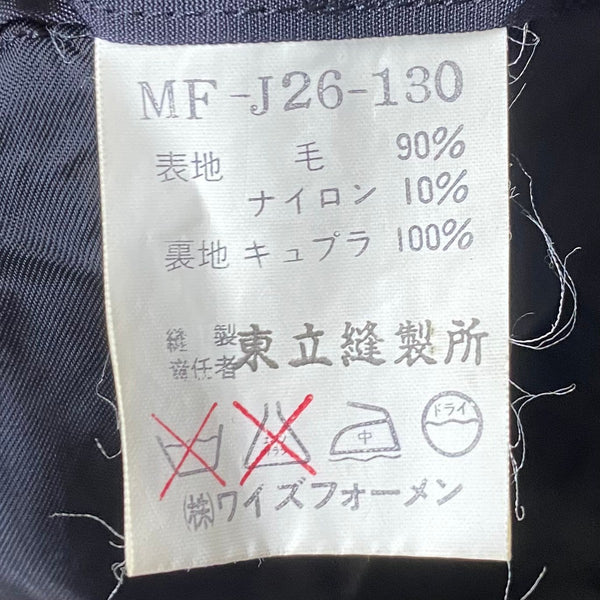 MF-J26-130
表地 毛 90%
ナイロン 10%
裏地 キュプラ 100%
縫製
責任者 東立縫製所
中 ドライ
㈱ワイズフォーメン